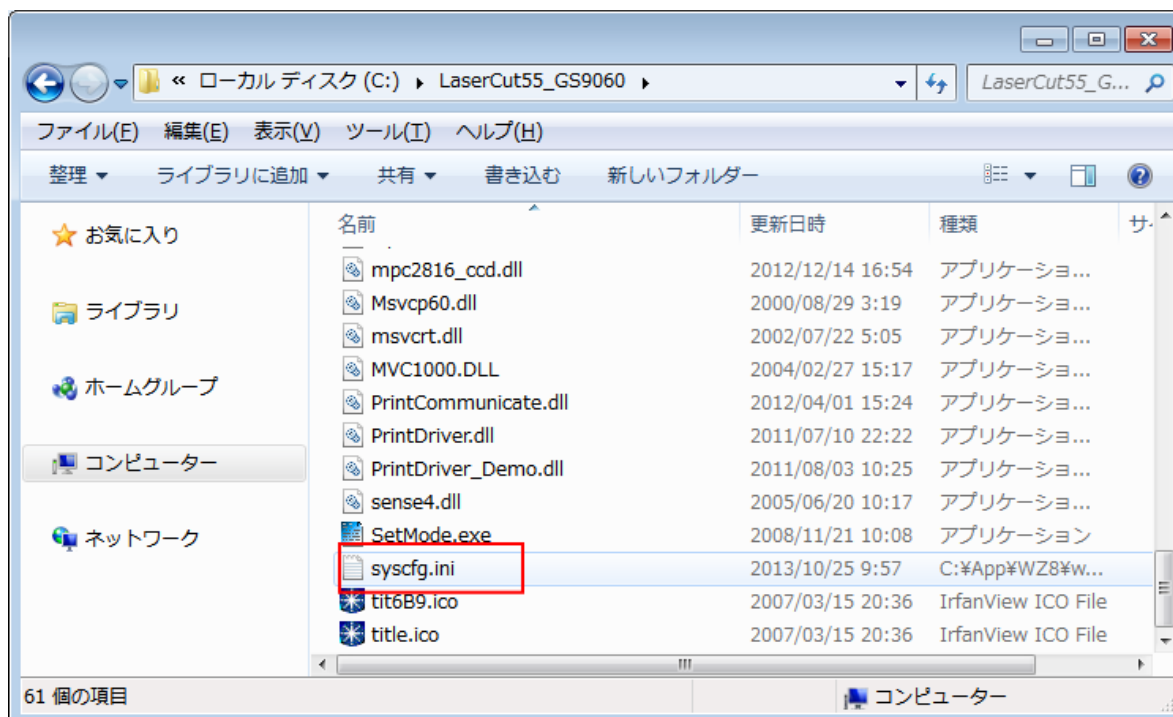 « ローカル ディスク (C:) ▸ LaserCut55_GS9060 ▸
LaserCut55_G...
ファイル(F) 編集(E) 表示(V) ツール(T) ヘルプ(H)
整理 ▼ ライブラリに追加 ▼ 共有 ▼ 書き込む 新しいフォルダー
お気に入り
ライブラリ
ホームグループ
コンピューター
ネットワーク
名前 更新日時 種類 サイ
mpc2816_ccd.dll 2012/12/14 16:54 アプリケーショ...
Msvcp60.dll 2000/08/29 3:19 アプリケーショ...
msvcrt.dll 2002/07/22 5:05 アプリケーショ...
MVC1000.DLL 2004/02/27 15:17 アプリケーショ...
PrintCommunicate.dll 2012/04/01 15:24 アプリケーショ...
PrintDriver.dll 2011/07/10 22:22 アプリケーショ...
PrintDriver_Demo.dll 2011/08/03 10:25 アプリケーショ...
sense4.dll 2005/06/20 10:17 アプリケーショ...
SetMode.exe 2008/11/21 10:08 アプリケーション
syscfg.ini 2013/10/25 9:57 C:¥App¥WZ8¥w...
tit6B9.ico 2007/03/15 20:36 IrfanView ICO File
title.ico 2007/03/15 20:36 IrfanView ICO File
61 個の項目 コンピューター